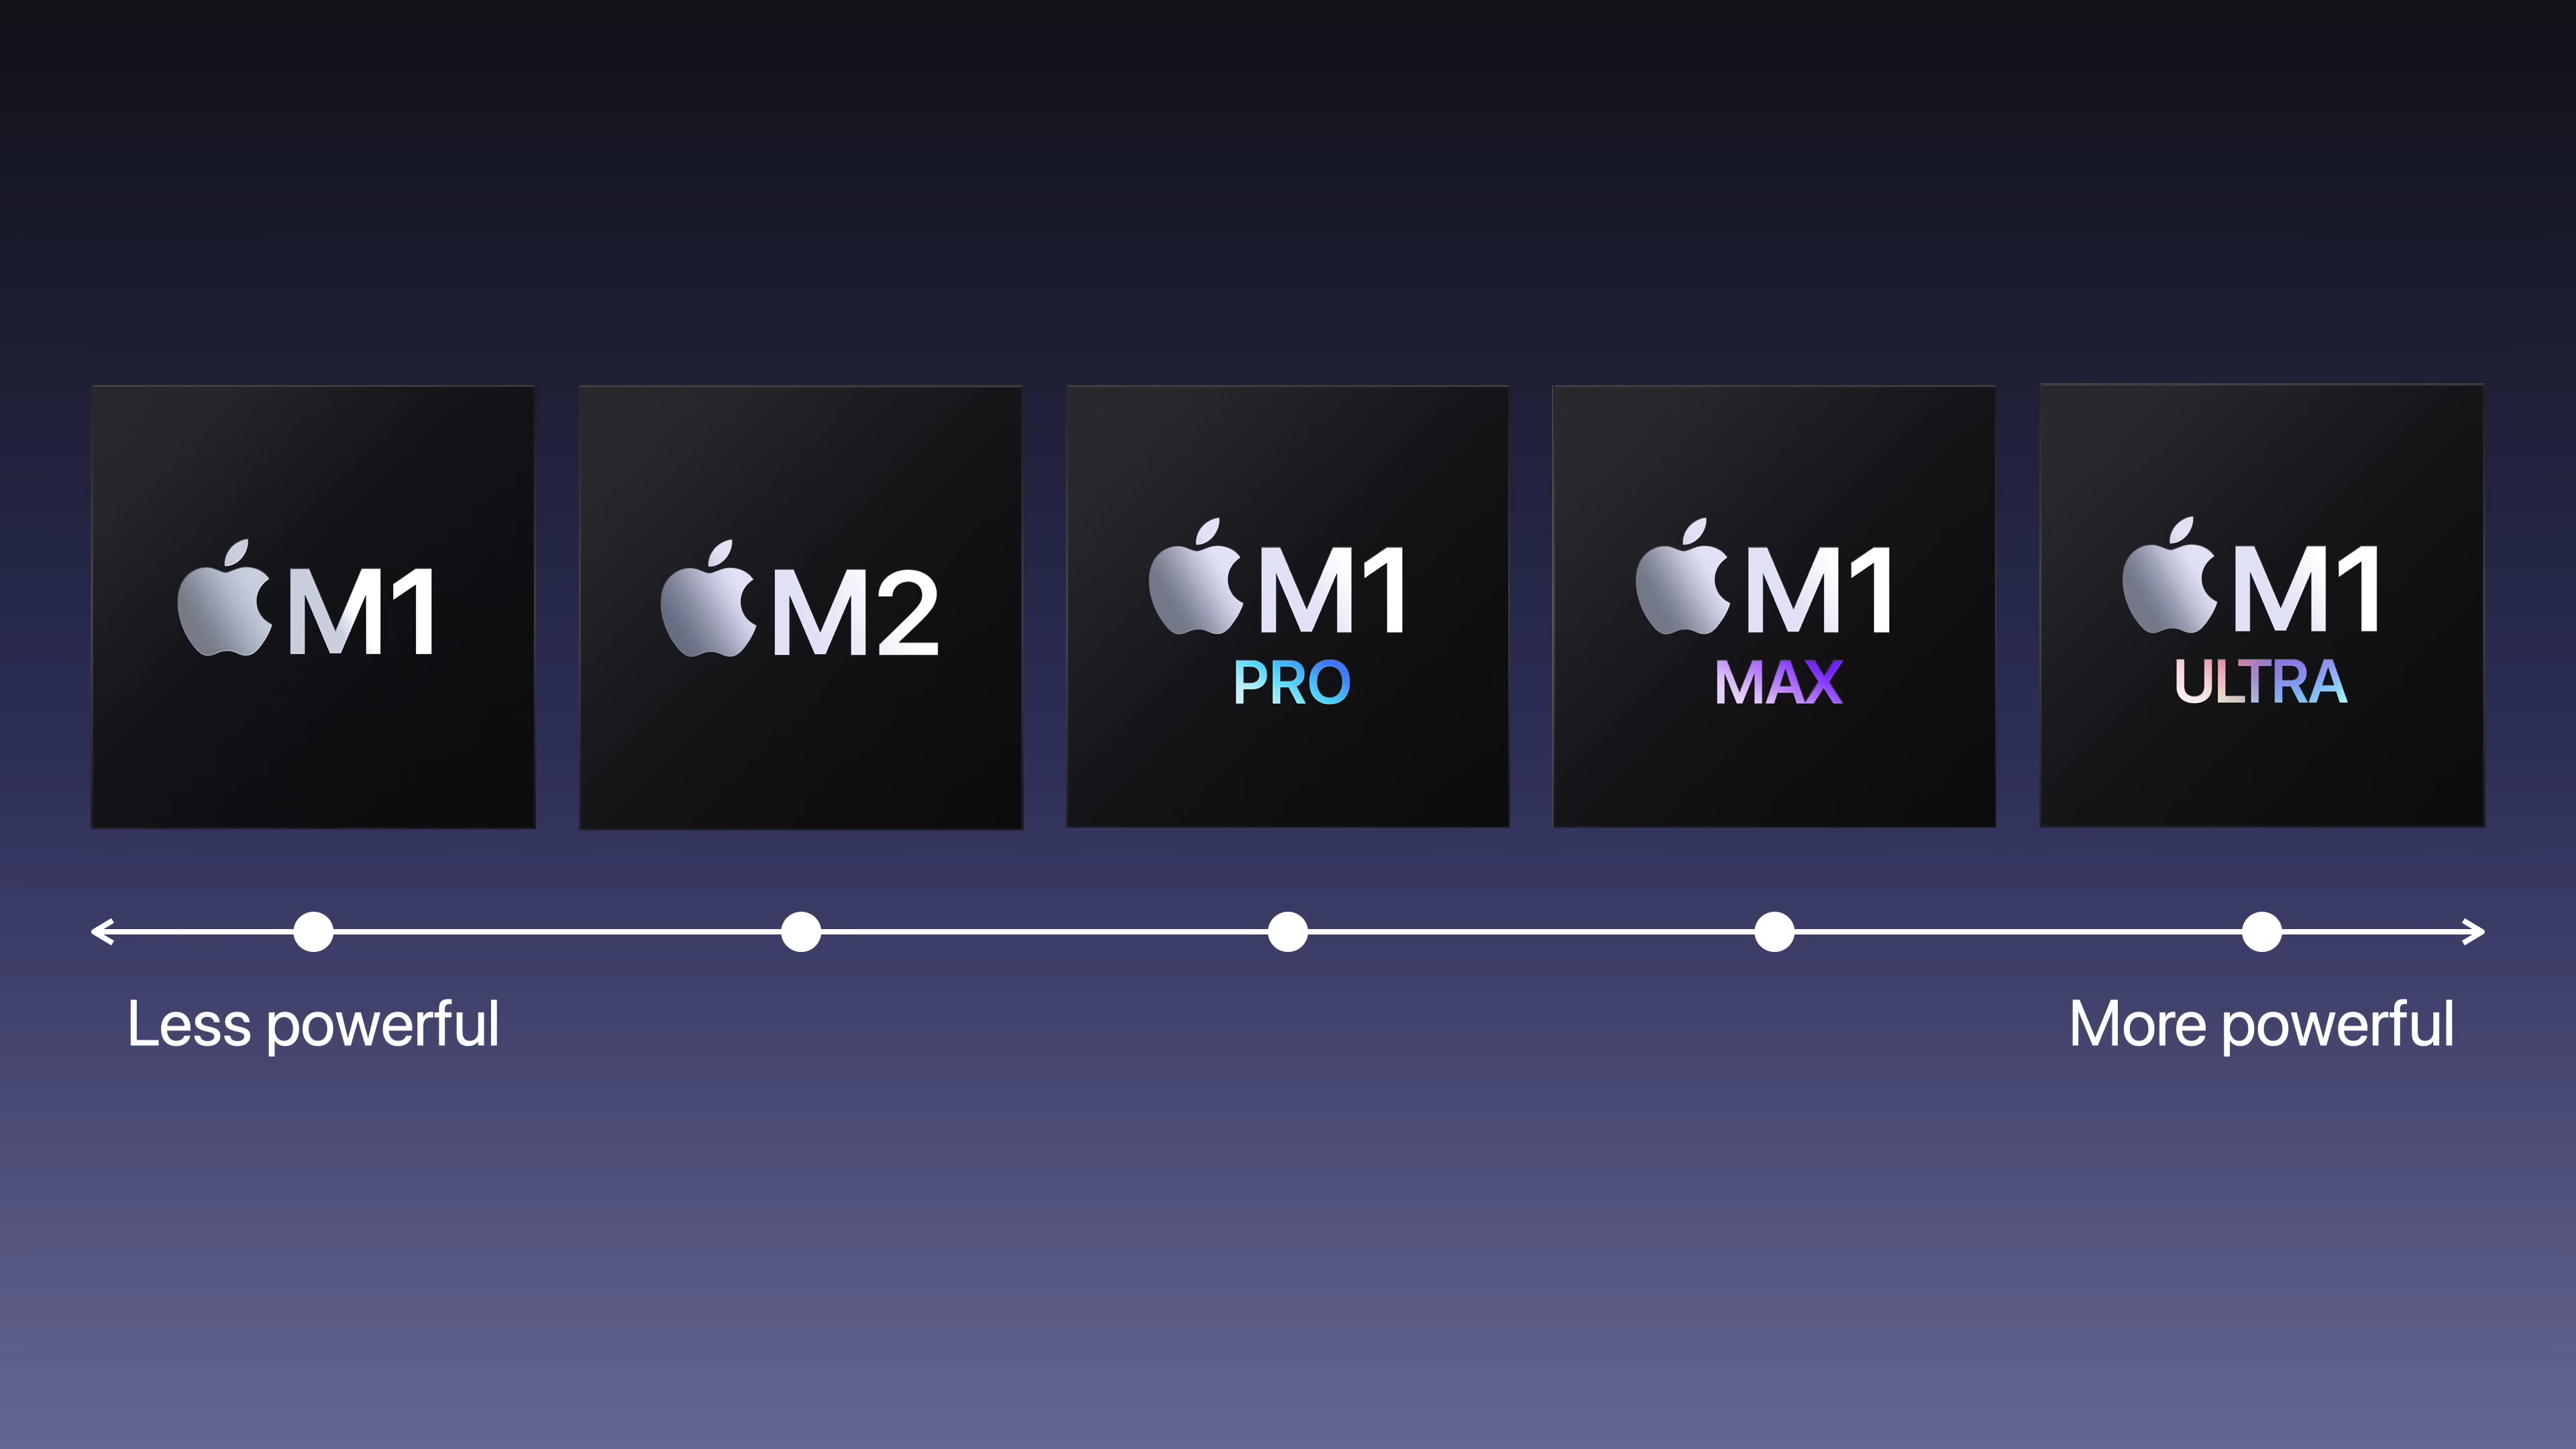 M1
M2
M1
PRO
M1
MAX
M1
ULTRA
Less powerful
More powerful